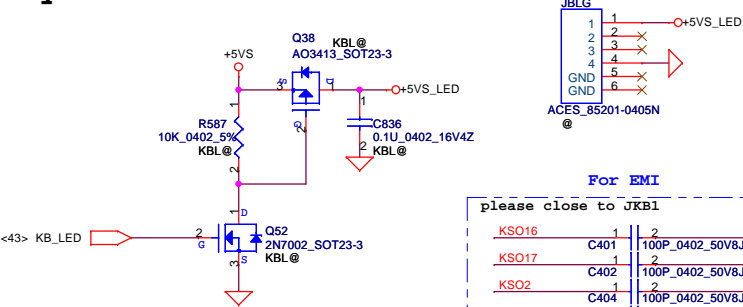 JBLG
1
1
+5VS_LED
2
2
3
3
4
4
GND
5
GND
6
ACES_85201-0405N
@
Q38
KBL@
AO3413_SOT23-3
+5VS
S
3
D
1
+5VS_LED
G
2
1
R587
10K_0402_5%
KBL@
2
1
C836
0.1U_0402_16V4Z
2
KBL@
<43> KB_LED
2
G
1
D
Q52
2N7002_SOT23-3
KBL@
3
S
For EMI
please close to JKB1
KSO16
1
2
C401
100P_0402_50V8J
KSO17
1
2
C402
100P_0402_50V8J
KSO2
1
2
C404
100P_0402_50V8J